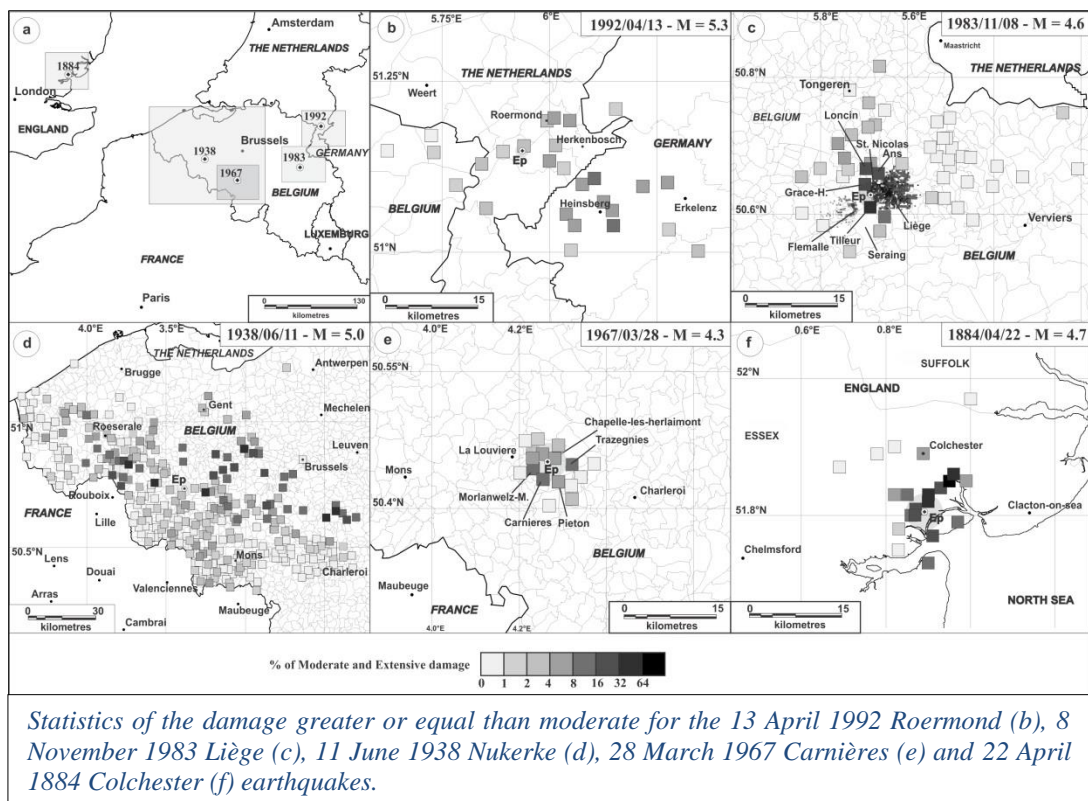 a
Amsterdam
THE NETHERLANDS
1884
London
ENGLAND
1992
Brussels
1938
GERMANY
1983
1967
BELGIUM
LUXEMBURG
FRANCE
Paris
0 130
kilometres
b
5.75°E 6°E
1992/04/13 - M = 5.3
51.25°N
THE NETHERLANDS
Weert
Roermond
GERMANY
Herkenbosch
Ep
Heinsberg
Erkelenz
BELGIUM
51°N
0 15
kilometres
c
5.8°E 5.6°E
1983/11/08 - M = 4.6
Maastricht
50.8°N
THE NETHERLANDS
Tongeren
BELGIUM
Loncin
St. Nicolas
Ans
Grace-H.
Ep
50.6°N
Liège
Verviers
Flemalle
Tilleur
Seraing
BELGIUM
0 15
kilometres
d
4.0°E 3.5°E
1938/06/11 - M = 5.0
THE NETHERLANDS
Antwerpen
Brugge
Gent
Mechelen
51°N
BELGIUM
Roeserale
Leuven
Brussels
Ep
Rouboix
FRANCE
Lille
50.5°N
Mons
Lens
Charleroi
Douai
Valenciennes
Arras
Maubeuge
0 30
kilometres
Cambrai
e
4.0°E 4.2°E
1967/03/28 - M = 4.3
50.55°N
Chapelle-les-herlaimont
La Louviere
Trazegnies
Ep
Mons
Morlanwelz-M.
Charleroi
50.4°N
Carnieres
Pieton
BELGIUM
Maubeuge
FRANCE
0 15
kilometres
4.0°E 4.2°E
f
0.6°E 0.8°E
1884/04/22 - M = 4.7
SUFFOLK
52°N
ENGLAND
ESSEX
Colchester
51.8°N
Ep
Clacton-on-sea
Chelmsford
NORTH SEA
0 15
kilometres
% of Moderate and Extensive damage
0 1 2 4 8 16 32 64
Statistics of the damage greater or equal than moderate for the 13 April 1992 Roermond (b), 8
November 1983 Liège (c), 11 June 1938 Nukerke (d), 28 March 1967 Carnières (e) and 22 April
1884 Colchester (f) earthquakes.